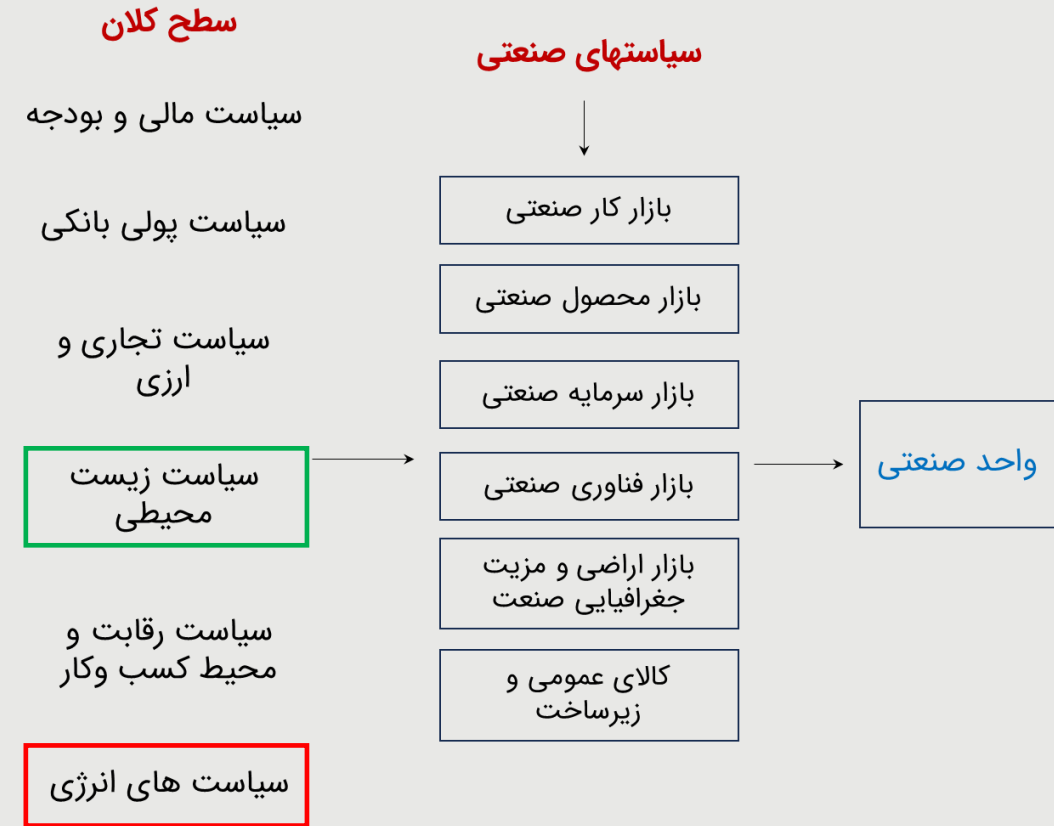 سطح کلان
سیاست مالی و بودجه
سیاست پولی بانکی
سیاست تجاری و
ارزی
سیاست زیست
محیطی
سیاست رقابت و
محیط کسب وکار
سیاست های انرژی
سیاستهای صنعتی
بازار کار صنعتی
بازار محصول صنعتی
بازار سرمایه صنعتی
بازار فناوری صنعتی
بازار اراضی و مزیت
جغرافیایی صنعت
کالای عمومی و
زیرساخت
واحد صنعتی